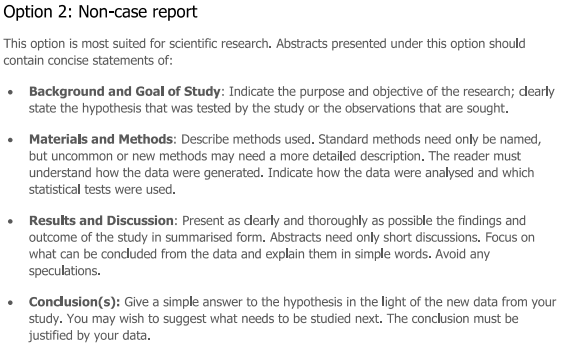 Option 2: Non-case report
This option is most suited for scientific research. Abstracts presented under this option should
contain concise statements of:
• Background and Goal of Study: Indicate the purpose and objective of the research; clearly
state the hypothesis that was tested by the study or the observations that are sought.
• Materials and Methods: Describe methods used. Standard methods need only be named,
but uncommon or new methods may need a more detailed description. The reader must
understand how the data were generated. Indicate how the data were analysed and which
statistical tests were used.
• Results and Discussion: Present as clearly and thoroughly as possible the findings and
outcome of the study in summarised form. Abstracts need only short discussions. Focus on
what can be concluded from the data and explain them in simple words. Avoid any
speculations.
• Conclusion(s): Give a simple answer to the hypothesis in the light of the new data from your
study. You may wish to suggest what needs to be studied next. The conclusion must be
justified by your data.